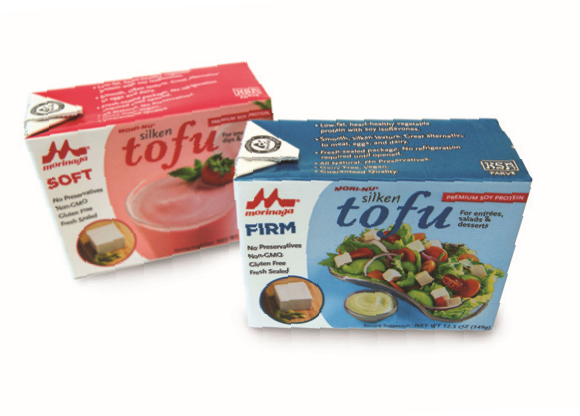 MORI-NU®
silken
tofu
PREMIUM SOY PROTEIN
morinaga
SOFT
No Preservatives
Non-GMO
Gluten Free
Fresh Sealed
• Low-fat, heart-healthy vegetable
protein with soy isoflavones.
• Smooth, silken texture. Great alternative
to meat, eggs, and dairy.
• Fresh-sealed package. No refrigeration
required until opened.
• All Natural. No Preservatives.
• Dairy Free. Vegan.
• Guaranteed Quality.
KSA
PARVE
MORI-NU®
silken
tofu
PREMIUM SOY PROTEIN
For entrées,
salads &
desserts
morinaga
FIRM
No Preservatives
Non-GMO
Gluten Free
Fresh Sealed
NET WT 12.3 OZ (349g)